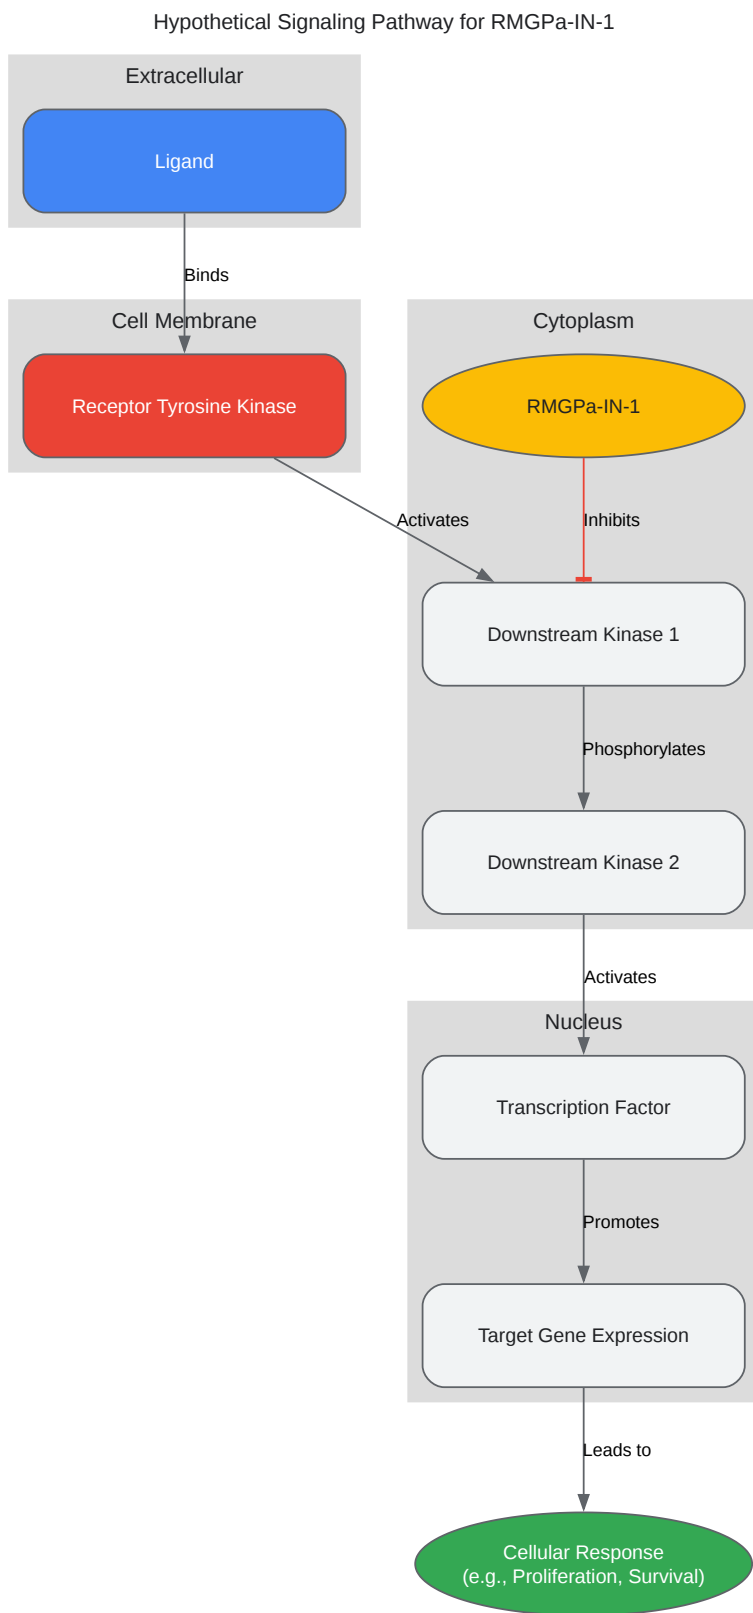 Hypothetical Signaling Pathway for RMGPa-IN-1
Extracellular
Ligand
Binds
Cell Membrane
Receptor Tyrosine Kinase
Cytoplasm
RMGPa-IN-1
Activates
Inhibits
Downstream Kinase 1
Phosphorylates
Downstream Kinase 2
Activates
Nucleus
Transcription Factor
Promotes
Target Gene Expression
Leads to
Cellular Response
(e.g., Proliferation, Survival)